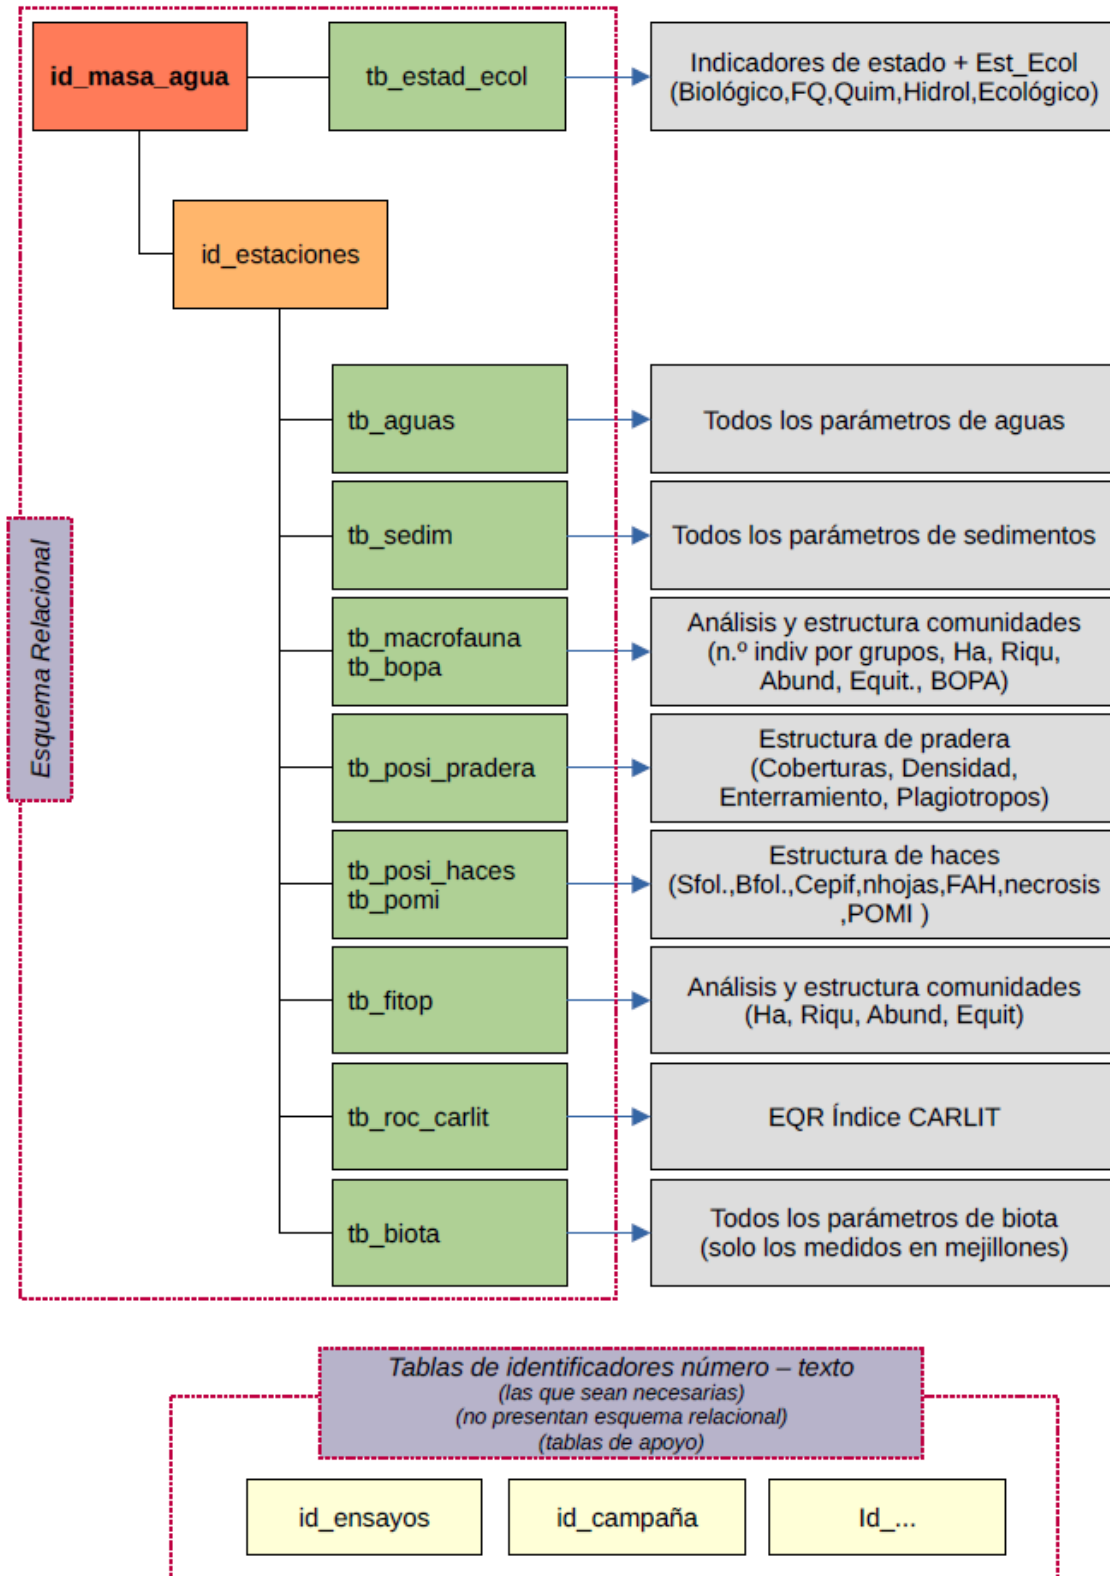 id_masa_agua
tb_estad_ecol
Indicadores de estado + Est_Ecol
(Biológico,FQ,Quim,Hidrol,Ecológico)
id_estaciones
Esquema Relacional
tb_aguas
Todos los parámetros de aguas
tb_sedim
Todos los parámetros de sedimentos
tb_macrofauna
tb_bopa
Análisis y estructura comunidades
(n.º indiv por grupos, Ha, Riqu,
Abund, Equit., BOPA)
tb_posi_pradera
Estructura de pradera
(Coberturas, Densidad,
Enterramiento, Plagiotropos)
tb_posi_haces
tb_pomi
Estructura de haces
(Sfol.,Bfol.,Cepif,nhojas,FAH,necrosis
,POMI )
tb_fitop
Análisis y estructura comunidades
(Ha, Riqu, Abund, Equit)
tb_roc_carlit
EQR Índice CARLIT
tb_biota
Todos los parámetros de biota
(solo los medidos en mejillones)
Tablas de identificadores número – texto
(las que sean necesarias)
(no presentan esquema relacional)
(tablas de apoyo)
id_ensayos
id_campaña
Id_...